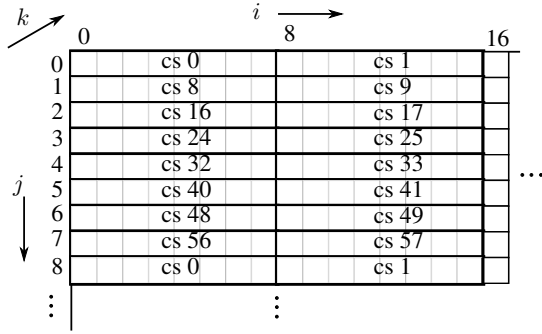 k i
0 8 16
0 cs 0 cs 1
1 cs 8 cs 9
2 cs 16 cs 17
3 cs 24 cs 25
4 cs 32 cs 33
5 cs 40 cs 41
6 cs 48 cs 49
7 cs 56 cs 57
8 cs 0 cs 1
j